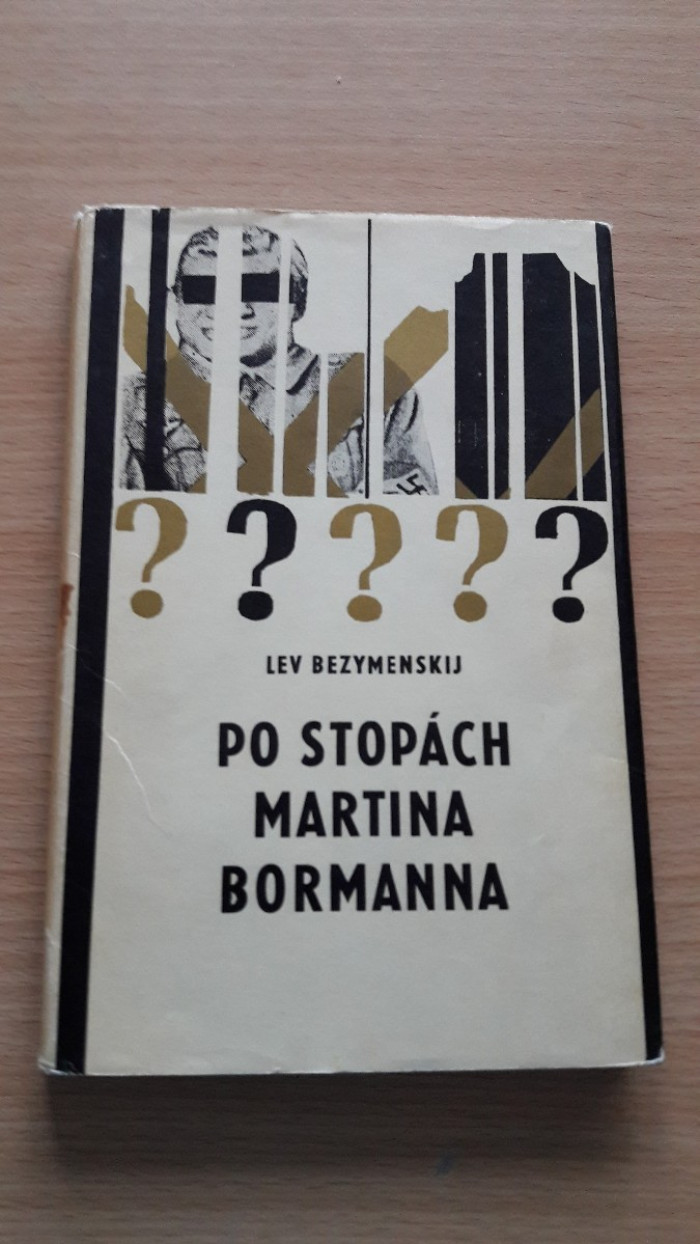 ? ? ? ? ?
LEV BEZYMENSKIJ
PO STOPÁCH
MARTINA
BORMANNA